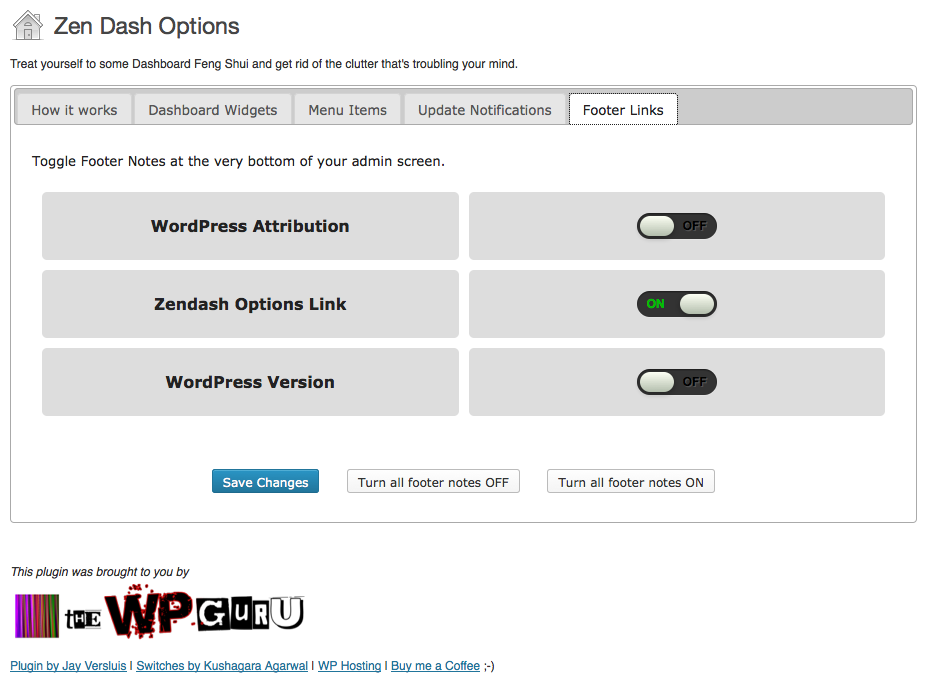 Zen Dash Options
Treat yourself to some Dashboard Feng Shui and get rid of the clutter that's troubling your mind.
How it works Dashboard Widgets Menu Items Update Notifications Footer Links
Toggle Footer Notes at the very bottom of your admin screen.
WordPress Attribution OFF
Zendash Options Link ON
WordPress Version OFF
Save Changes Turn all footer notes OFF Turn all footer notes ON
This plugin was brought to you by
tHE WP GuRU
Plugin by Jay Versluis | Switches by Kushagara Agarwal | WP Hosting | Buy me a Coffee ;-)